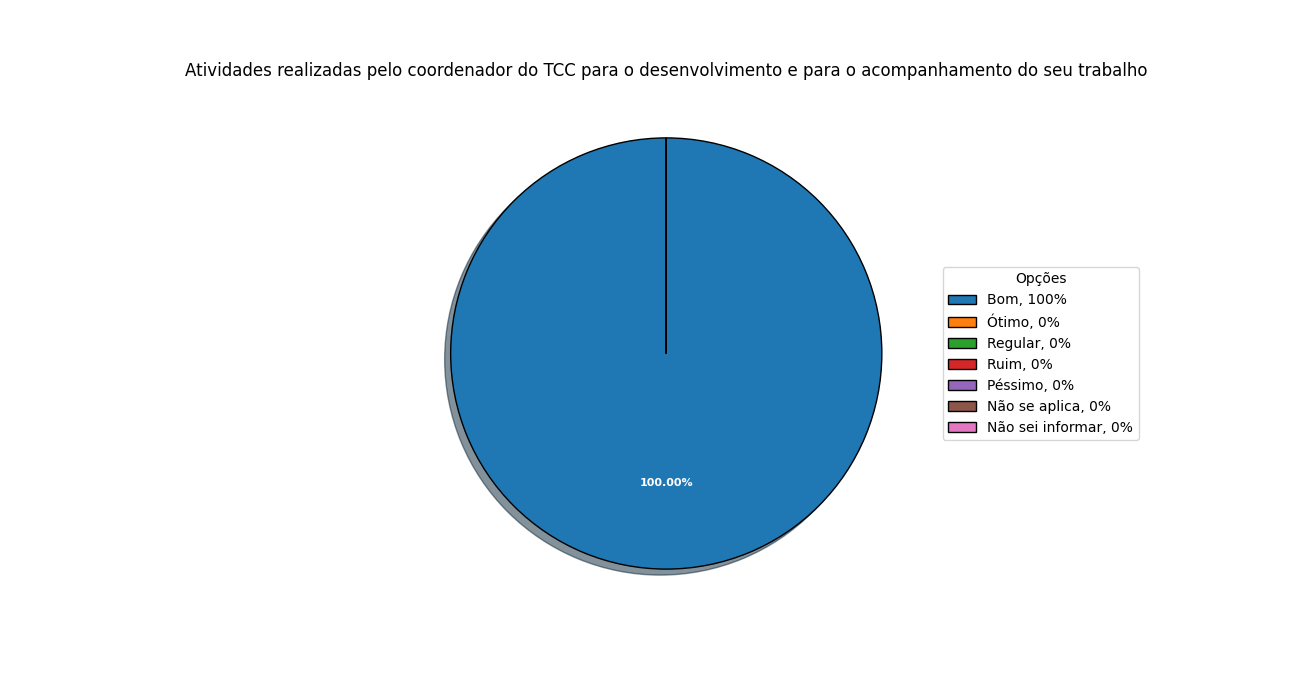 Atividades realizadas pelo coordenador do TCC para o desenvolvimento e para o acompanhamento do seu trabalho
Opções
Bom, 100%
Ótimo, 0%
Regular, 0%
Ruim, 0%
Péssimo, 0%
Não se aplica, 0%
Não sei informar, 0%
100.00%